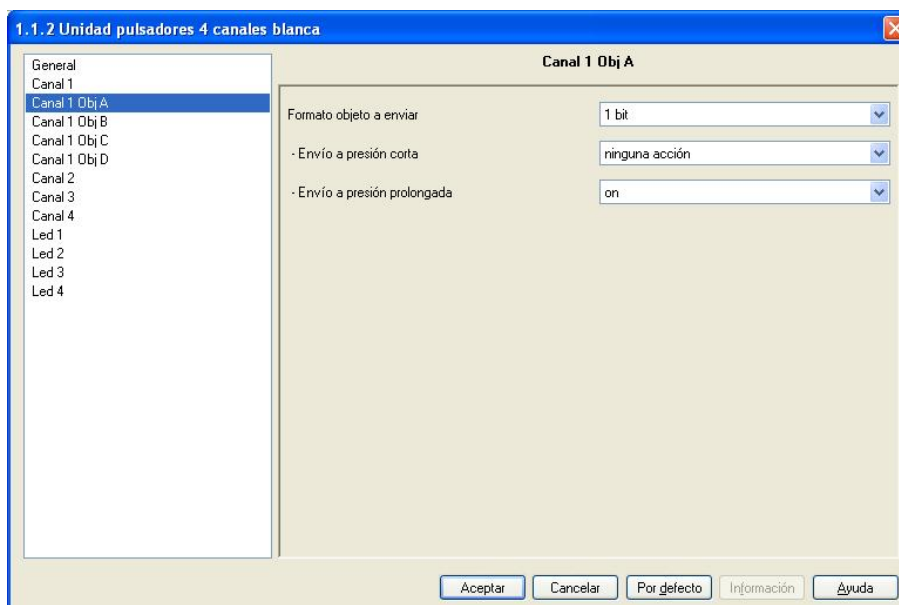 1.1.2 Unidad pulsadores 4 canales blanca
General
Canal 1
Canal 1 Obj A
Canal 1 Obj B
Canal 1 Obj C
Canal 1 Obj D
Canal 2
Canal 3
Canal 4
Led 1
Led 2
Led 3
Led 4
Canal 1 Obj A
Formato objeto a enviar
1 bit
- Envío a presión corta
ninguna acción
- Envío a presión prolongada
on
Aceptar
Cancelar
Por defecto
Información
Ayuda